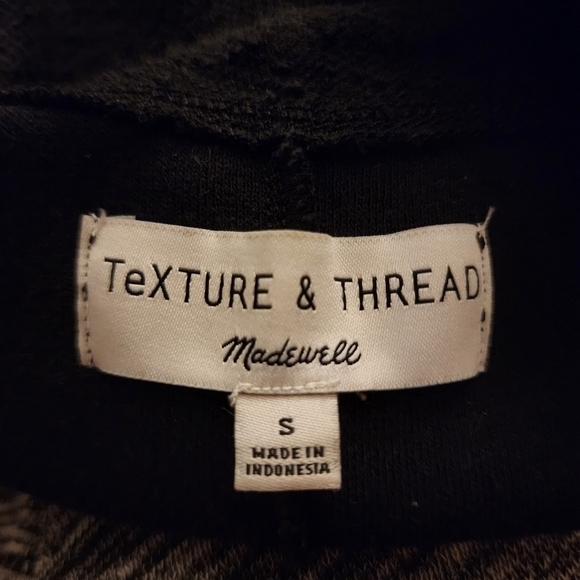 TeXTURE & THREAD
Madewell
S
MADE IN
INDONESIA